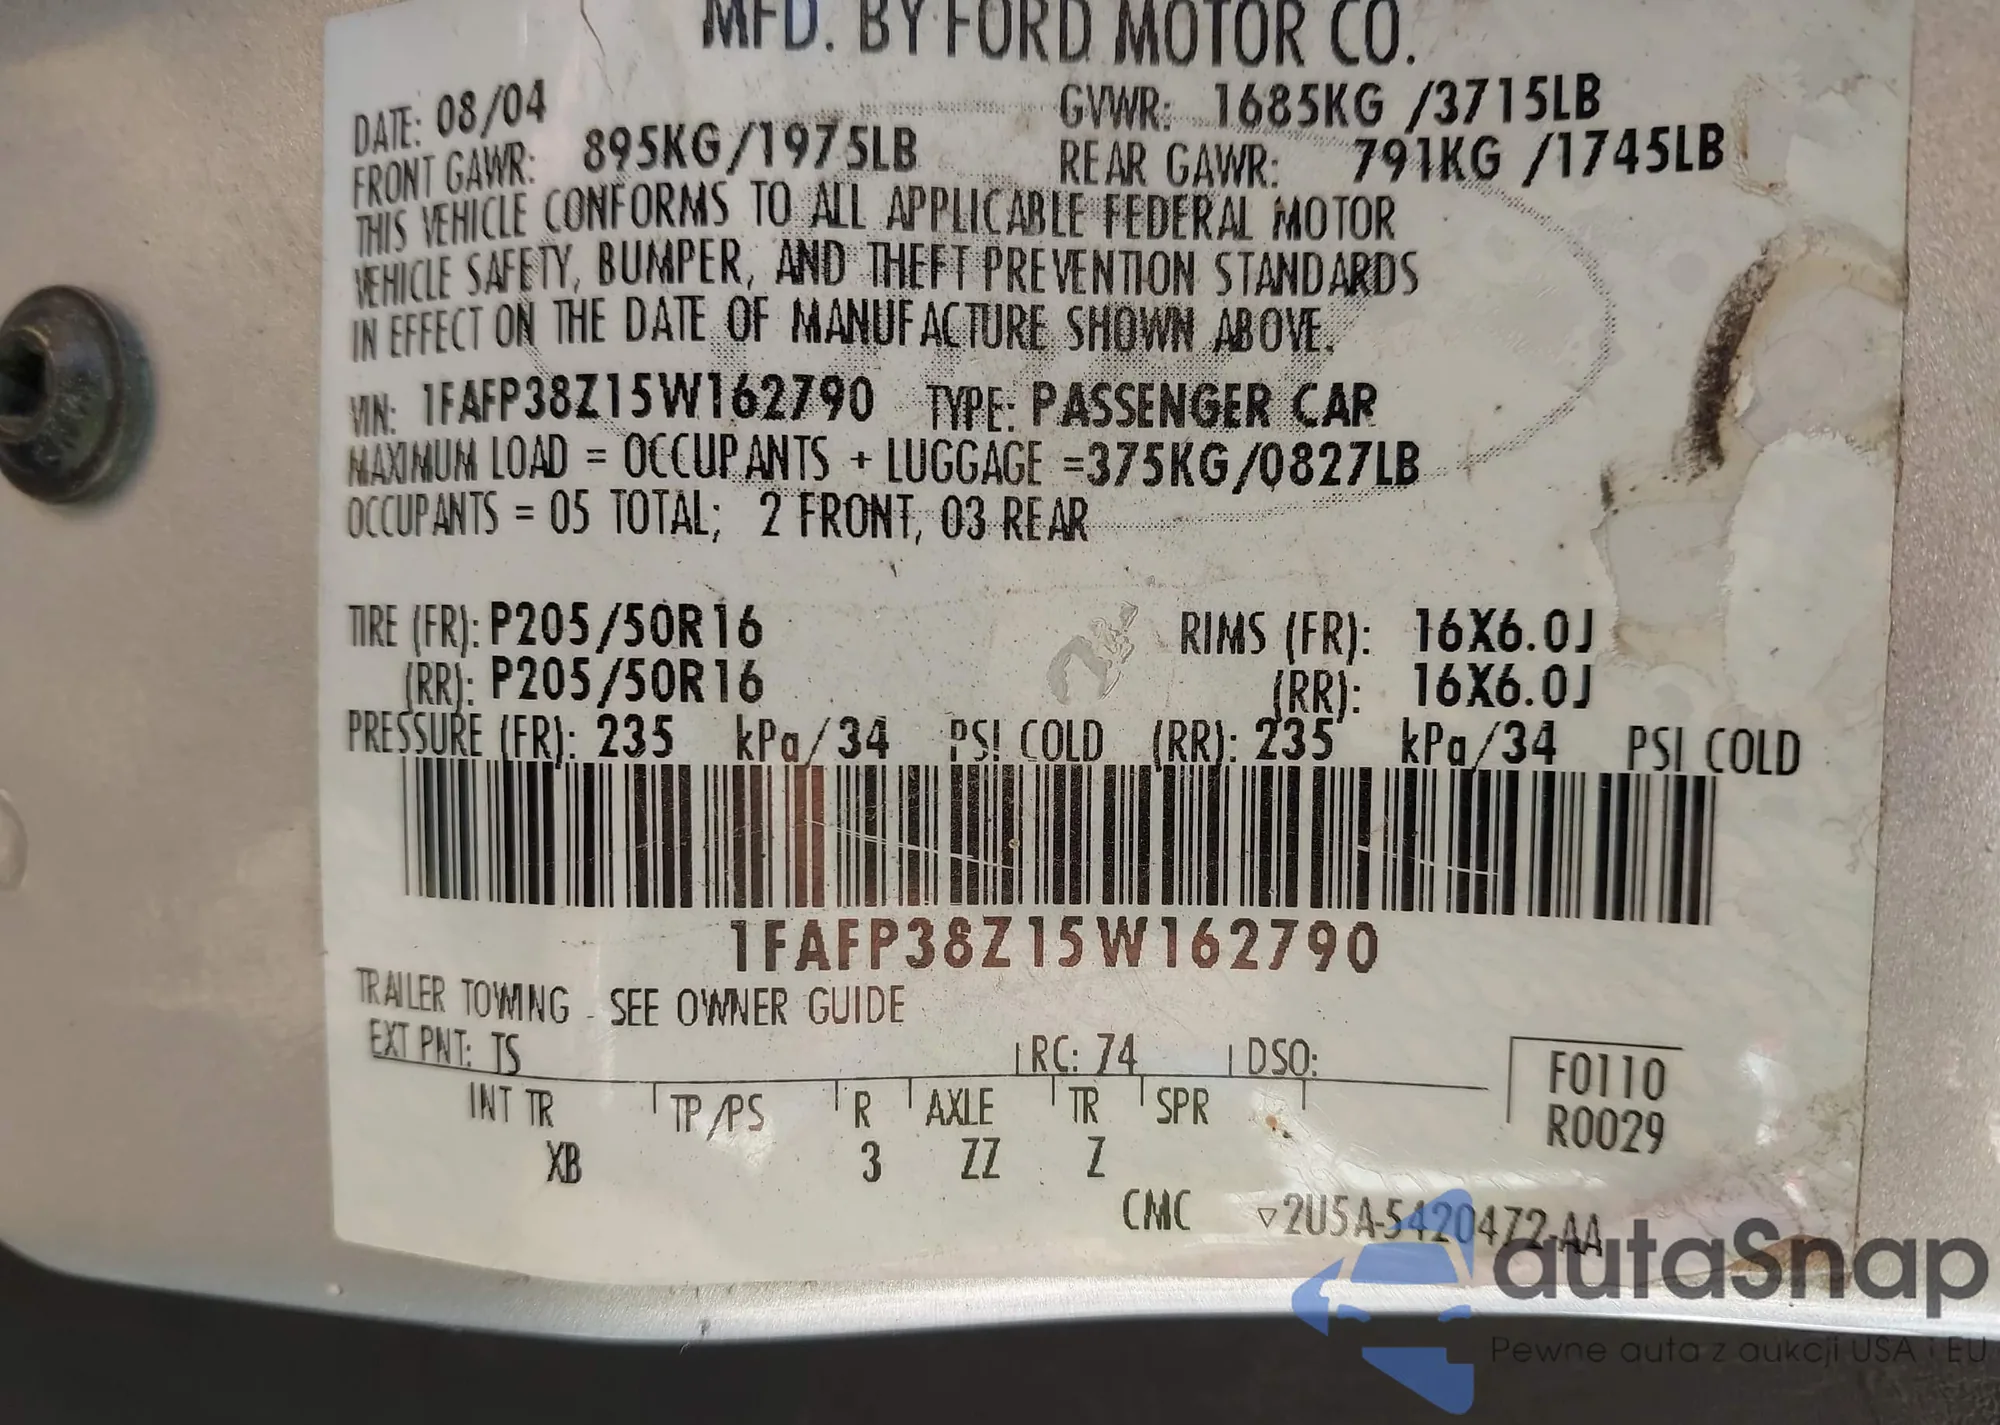 MFD. BY FORD MOTOR CO.
DATE: 08/04 GVWR: 1685KG /3715LB
FRONT GAWR: 895KG/1975LB REAR GAWR: 791KG /1745LB
THIS VEHICLE CONFORMS TO ALL APPLICABLE FEDERAL MOTOR
VEHICLE SAFETY, BUMPER, AND THEFT PREVENTION STANDARDS
IN EFFECT ON THE DATE OF MANUFACTURE SHOWN ABOVE.
VIN: 1FAFP38Z15W162790 TYPE: PASSENGER CAR
MAXIMUM LOAD = OCCUPANTS + LUGGAGE =375KG/0827LB
OCCUPANTS = 05 TOTAL; 2 FRONT, 03 REAR
TIRE (FR): P205/50R16 RIMS (FR): 16X6.0J
(RR): P205/50R16 (RR): 16X6.0J
PRESSURE (FR): 235 kPa/34 PSI COLD (RR): 235 kPa/34 PSI COLD
1FAFP38Z15W162790
TRAILER TOWING - SEE OWNER GUIDE
EXT PNT: TS RC: 74 DSO: F0110
INT TR TP/PS R AXLE TR SPR R0029
XB 3 ZZ Z
CMC ▽2U5A-5420472-AA
autoSnap
Pewne auta z aukcji USA i EU